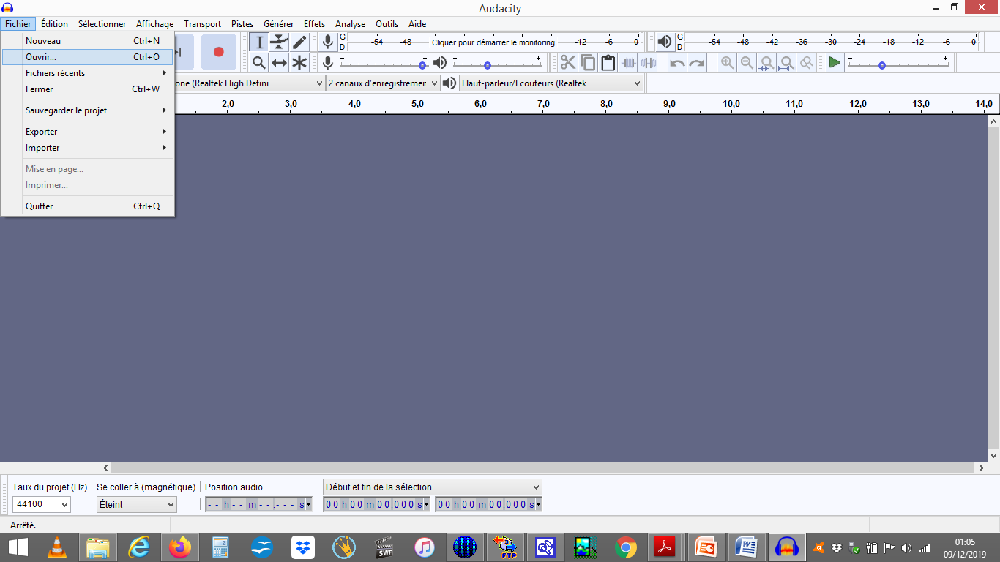 Audacity
Fichier Édition Sélectionner Affichage Transport Pistes Générer Effets Analyse Outils Aide
Nouveau Ctrl+N
Ouvrir... Ctrl+O
Fichiers récents
Fermer Ctrl+W
Sauvegarder le projet
Exporter
Importer
Mise en page...
Imprimer...
Quitter Ctrl+Q
G
D
-54 -48 Cliquer pour démarrer le monitoring -12 -6 0
G
D
-54 -48 -42 -36 -30 -24 -18 -12 -6 0
- +
- +
- +
one (Realtek High Defini
2 canaux d'enregistremer
Haut-parleur/Ecouteurs (Realtek
2,0 3,0 4,0 5,0 6,0 7,0 8,0 9,0 10,0 11,0 12,0 13,0 14,0
Taux du projet (Hz) Se coller à (magnétique) Position audio Début et fin de la sélection
44100 Éteint - - h - - m - - . - - - s 0 0 h 0 0 m 0 0 . 0 0 0 s 0 0 h 0 0 m 0 0 . 0 0 0 s
Arrêté.
SWF
FTP
01:05
09/12/2019